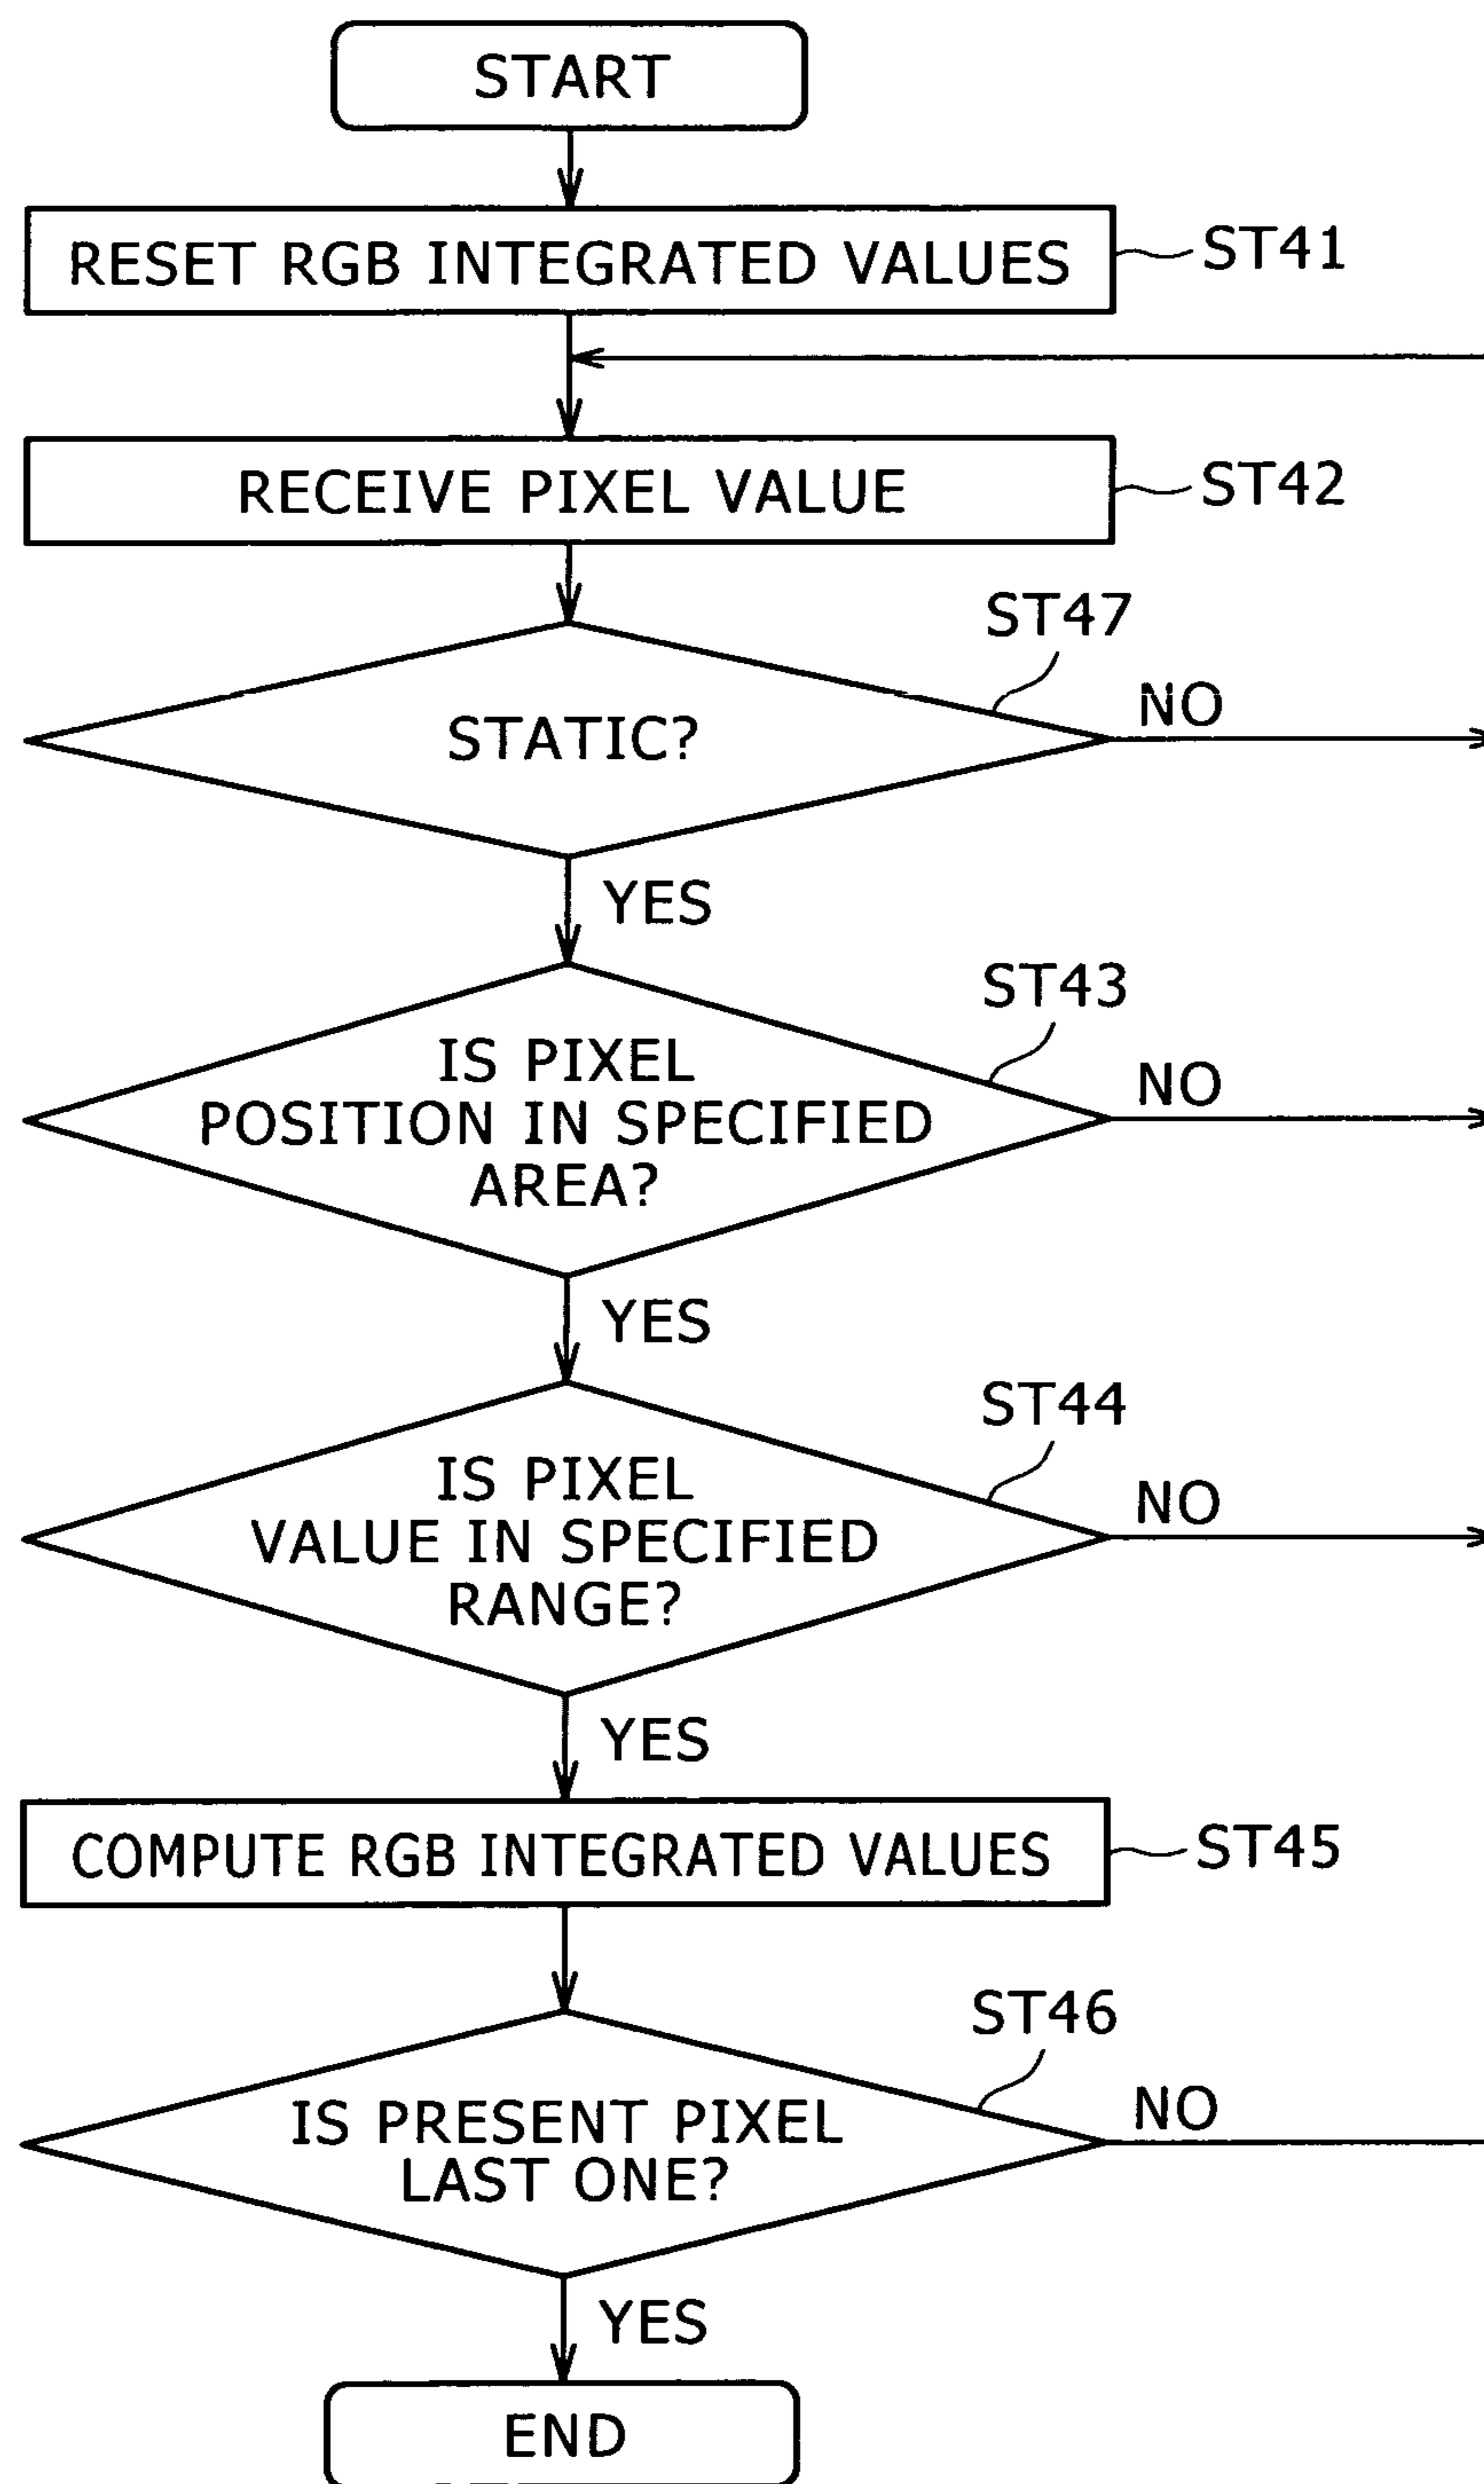 START
RESET RGB INTEGRATED VALUES
ST41
RECEIVE PIXEL VALUE
ST42
ST47
STATIC?
NO
YES
ST43
IS PIXEL
POSITION IN SPECIFIED
AREA?
NO
YES
ST44
IS PIXEL
VALUE IN SPECIFIED
RANGE?
NO
YES
COMPUTE RGB INTEGRATED VALUES
ST45
ST46
IS PRESENT PIXEL
LAST ONE?
NO
YES
END